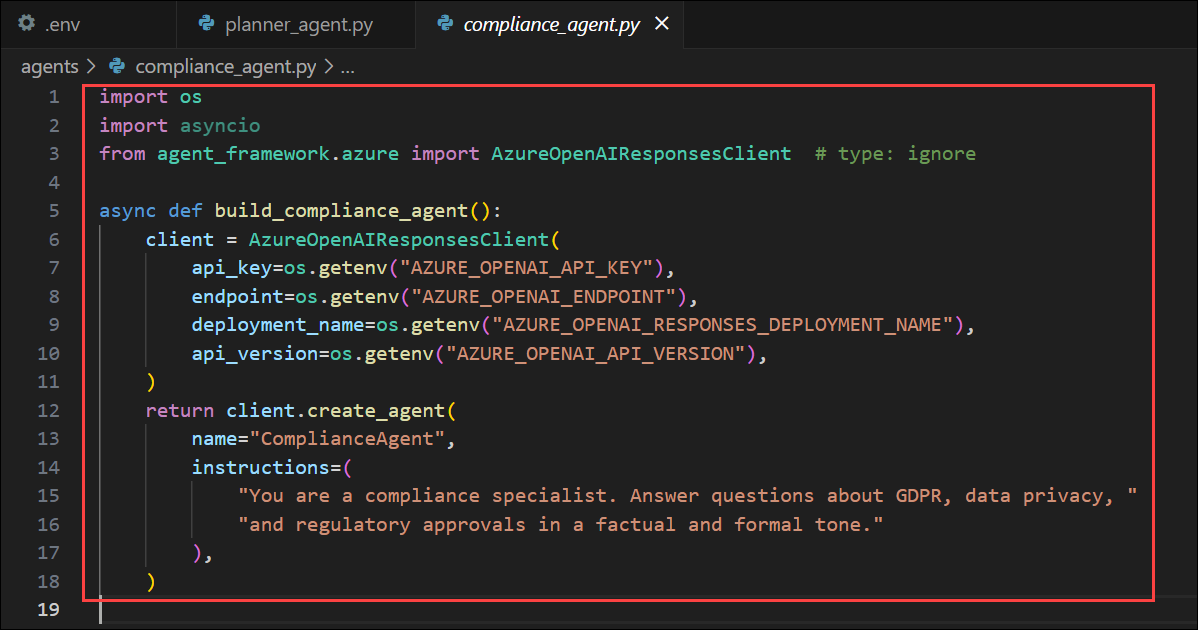 .env planner_agent.py compliance_agent.py
agents > compliance_agent.py > ...
1 import os
2 import asyncio
3 from agent_framework.azure import AzureOpenAIResponsesClient  # type: ignore
4
5 async def build_compliance_agent():
6     client = AzureOpenAIResponsesClient(
7         api_key=os.getenv("AZURE_OPENAI_API_KEY"),
8         endpoint=os.getenv("AZURE_OPENAI_ENDPOINT"),
9         deployment_name=os.getenv("AZURE_OPENAI_RESPONSES_DEPLOYMENT_NAME"),
10         api_version=os.getenv("AZURE_OPENAI_API_VERSION"),
11     )
12     return client.create_agent(
13         name="ComplianceAgent",
14         instructions=(
15             "You are a compliance specialist. Answer questions about GDPR, data privacy, "
16             "and regulatory approvals in a factual and formal tone."
17         ),
18     )
19